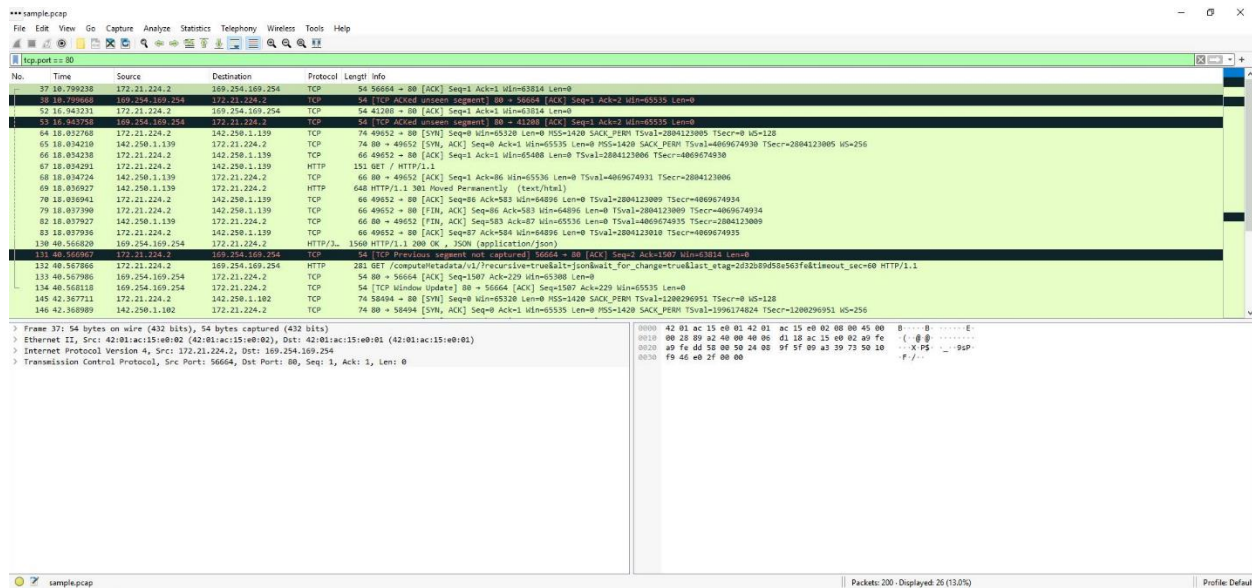 sample.pcap
File Edit View Go Capture Analyze Statistics Telephony Wireless Tools Help
tcp.port == 80
No. Time Source Destination Protocol Length Info
37 10.799238 172.21.224.2 169.254.169.254 TCP 54 56664 → 80 [ACK] Seq=1 Ack=1 Win=63814 Len=0
38 10.799668 169.254.169.254 172.21.224.2 TCP 54 [TCP ACKed unseen segment] 80 → 56664 [ACK] Seq=1 Ack=2 Win=65535 Len=0
52 16.943231 172.21.224.2 169.254.169.254 TCP 54 41208 → 80 [ACK] Seq=1 Ack=1 Win=63814 Len=0
53 16.943758 169.254.169.254 172.21.224.2 TCP 54 [TCP ACKed unseen segment] 80 → 41208 [ACK] Seq=1 Ack=2 Win=65535 Len=0
64 18.032768 172.21.224.2 142.250.1.139 TCP 74 49652 → 80 [SYN] Seq=0 Win=65320 Len=0 MSS=1420 SACK_PERM TSval=2804123005 TSecr=0 WS=128
65 18.034210 142.250.1.139 172.21.224.2 TCP 74 80 → 49652 [SYN, ACK] Seq=0 Ack=1 Win=65535 Len=0 MSS=1420 SACK_PERM TSval=4069674930 TSecr=2804123005 WS=256
66 18.034238 172.21.224.2 142.250.1.139 TCP 66 49652 → 80 [ACK] Seq=1 Ack=1 Win=65408 Len=0 TSval=2804123006 TSecr=4069674930
67 18.034291 172.21.224.2 142.250.1.139 HTTP 151 GET / HTTP/1.1
68 18.034724 142.250.1.139 172.21.224.2 TCP 66 80 → 49652 [ACK] Seq=1 Ack=86 Win=65536 Len=0 TSval=4069674931 TSecr=2804123006
69 18.036927 142.250.1.139 172.21.224.2 HTTP 648 HTTP/1.1 301 Moved Permanently (text/html)
70 18.036941 172.21.224.2 142.250.1.139 TCP 66 49652 → 80 [ACK] Seq=86 Ack=583 Win=64896 Len=0 TSval=2804123009 TSecr=4069674934
79 18.037390 172.21.224.2 142.250.1.139 TCP 66 49652 → 80 [FIN, ACK] Seq=86 Ack=583 Win=64896 Len=0 TSval=2804123009 TSecr=4069674934
82 18.037927 142.250.1.139 172.21.224.2 TCP 66 80 → 49652 [FIN, ACK] Seq=583 Ack=87 Win=65536 Len=0 TSval=4069674935 TSecr=2804123009
83 18.037936 172.21.224.2 142.250.1.139 TCP 66 49652 → 80 [ACK] Seq=87 Ack=584 Win=64896 Len=0 TSval=2804123010 TSecr=4069674935
130 40.566820 169.254.169.254 172.21.224.2 HTTP/J… 1560 HTTP/1.1 200 OK , JSON (application/json)
131 40.566967 172.21.224.2 169.254.169.254 TCP 54 [TCP Previous segment not captured] 56664 → 80 [ACK] Seq=2 Ack=1507 Win=63814 Len=0
132 40.567866 172.21.224.2 169.254.169.254 HTTP 281 GET /computeMetadata/v1/?recursive=true&alt=json&wait_for_change=true&last_etag=2d32b89d58e563fe&timeout_sec=60 HTTP/1.1
133 40.567986 169.254.169.254 172.21.224.2 TCP 54 80 → 56664 [ACK] Seq=1507 Ack=229 Win=65308 Len=0
134 40.568118 169.254.169.254 172.21.224.2 TCP 54 [TCP Window Update] 80 → 56664 [ACK] Seq=1507 Ack=229 Win=65535 Len=0
145 42.367711 172.21.224.2 142.250.1.102 TCP 74 58494 → 80 [SYN] Seq=0 Win=65320 Len=0 MSS=1420 SACK_PERM TSval=1200296951 TSecr=0 WS=128
146 42.368989 142.250.1.102 172.21.224.2 TCP 74 80 → 58494 [SYN, ACK] Seq=0 Ack=1 Win=65535 Len=0 MSS=1420 SACK_PERM TSval=1996174824 TSecr=1200296951 WS=256
> Frame 37: 54 bytes on wire (432 bits), 54 bytes captured (432 bits)
> Ethernet II, Src: 42:01:ac:15:e0:02 (42:01:ac:15:e0:02), Dst: 42:01:ac:15:e0:01 (42:01:ac:15:e0:01)
> Internet Protocol Version 4, Src: 172.21.224.2, Dst: 169.254.169.254
> Transmission Control Protocol, Src Port: 56664, Dst Port: 80, Seq: 1, Ack: 1, Len: 0
0000 42 01 ac 15 e0 01 42 01 ac 15 e0 02 08 00 45 00 B·····B· ······E·
0010 00 28 89 a2 40 00 40 06 d1 18 ac 15 e0 02 a9 fe ·(··@·@· ········
0020 a9 fe dd 58 00 50 24 08 9f 5f 09 a3 39 73 50 10 ···X·P$· ·_··9sP·
0030 f9 46 e0 2f 00 00 ·F·/··
sample.pcap
Packets: 200 · Displayed: 26 (13.0%)
Profile: Default